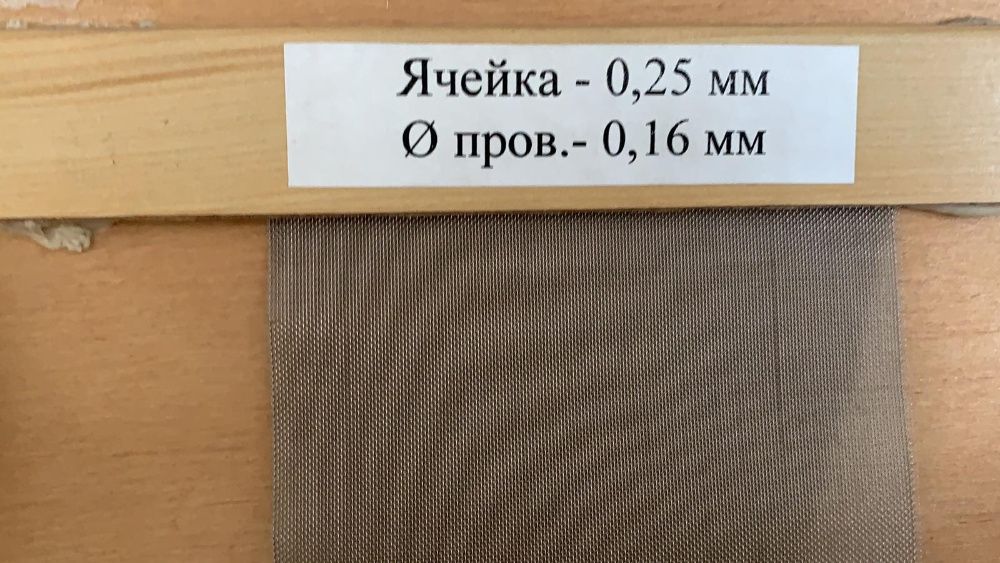 Ячейка - 0,25 мм
Ø пров.- 0,16 мм